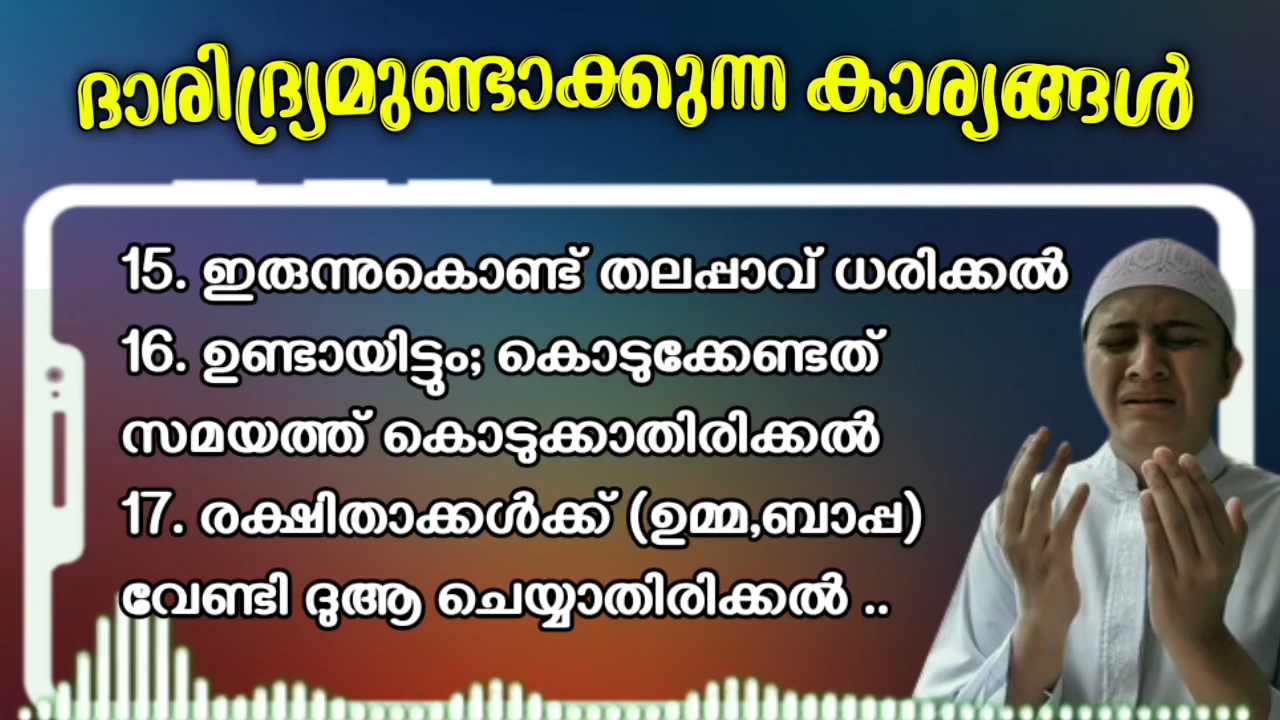 ദാരിദ്ര്യമുണ്ടാക്കുന്ന കാര്യങ്ങൾ
15. ഇരുന്നുകൊണ്ട് തലപ്പാവ് ധരിക്കൽ
16. ഉണ്ടായിട്ടും; കൊടുക്കേണ്ടത്
സമയത്ത് കൊടുക്കാതിരിക്കൽ
17. രക്ഷിതാക്കൾക്ക് (ഉമ്മ,ബാപ്പ)
വേണ്ടി ദുആ ചെയ്യാതിരിക്കൽ ..